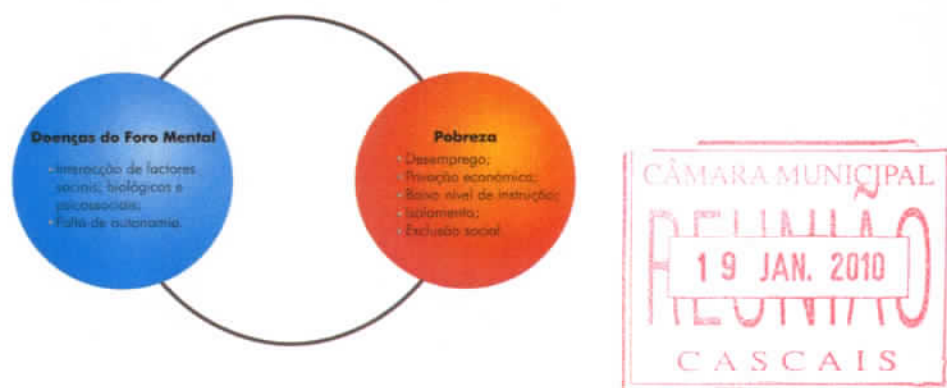 Doenças do Foro Mental
• Interacção de factores
sociais, biológicos e
psicossociais;
• Falta de autonomia.
Pobreza
• Desemprego;
• Privação económica;
• Baixo nível de instrução;
• Isolamento;
• Exclusão social
CÂMARA MUNICIPAL
REUNIÃO
19 JAN. 2010
CASCAIS